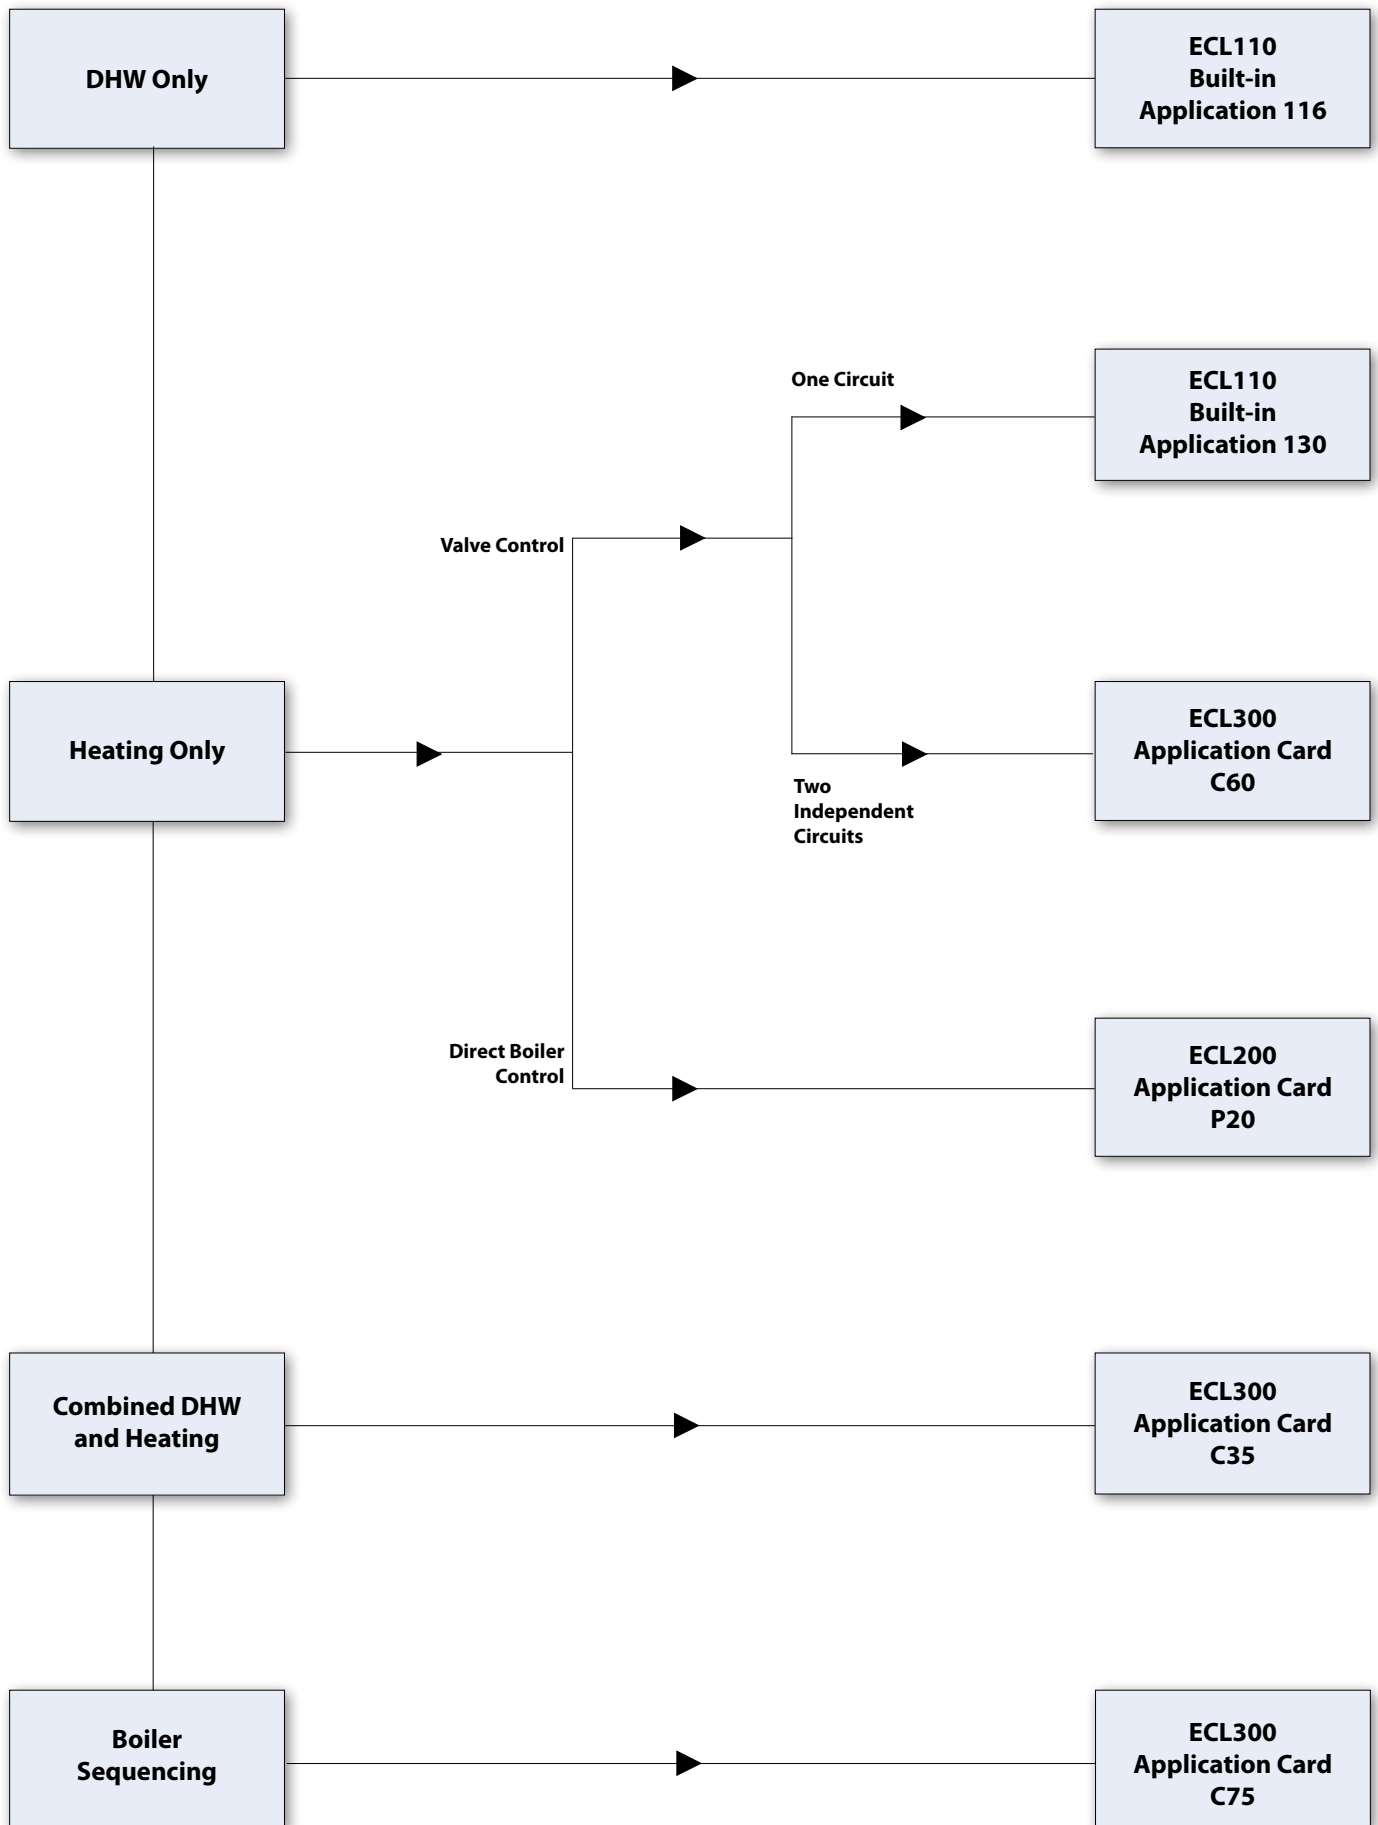 DHW Only
ECL110
Built-in
Application 116
One Circuit
ECL110
Built-in
Application 130
Valve Control
Heating Only
ECL300
Application Card
C60
Two
Independent
Circuits
Direct Boiler
Control
ECL200
Application Card
P20
Combined DHW
and Heating
ECL300
Application Card
C35
Boiler
Sequencing
ECL300
Application Card
C75